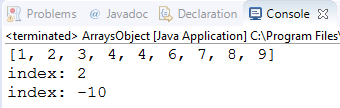 Problems @ Javadoc Declaration Console
<terminated> ArraysObject [Java Application] C:\Program Files\
[1, 2, 3, 4, 4, 6, 7, 8, 9]
index: 2
index: -10